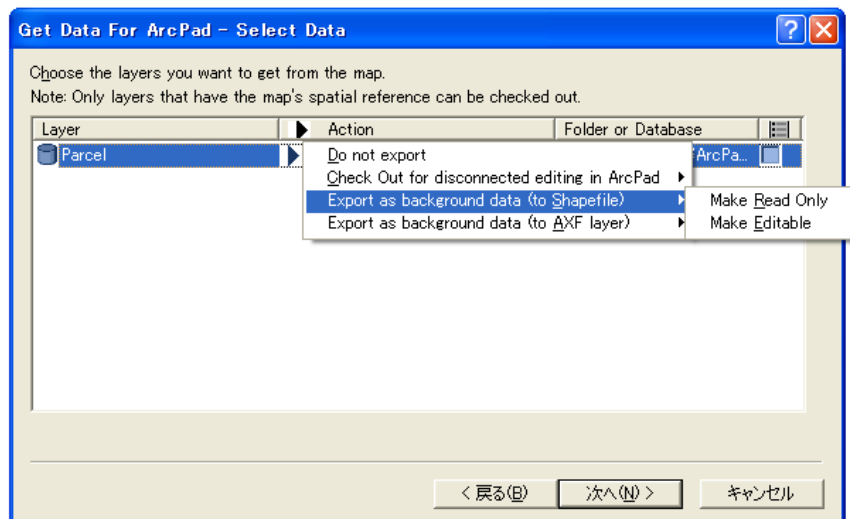 Get Data For ArcPad - Select Data
Choose the layers you want to get from the map.
Note: Only layers that have the map's spatial reference can be checked out.
Layer Action Folder or Database
Parcel ArcPa...
Do not export
Check Out for disconnected editing in ArcPad
Export as background data (to Shapefile)
Export as background data (to AXF layer)
Make Read Only
Make Editable
< 戻る(B) 次へ(N) > キャンセル